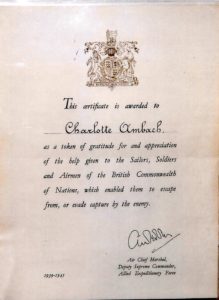 This certificate is awarded to
Charlotte Ambach,
as a token of gratitude for and appreciation
of the help given to the Sailors, Soldiers
and Airmen of the British Commonwealth
of Nations, which enabled them to escape
from, or evade capture by the enemy.
Air Chief Marshal,
Deputy Supreme Commander,
Allied Expeditionary Force
1939-1945